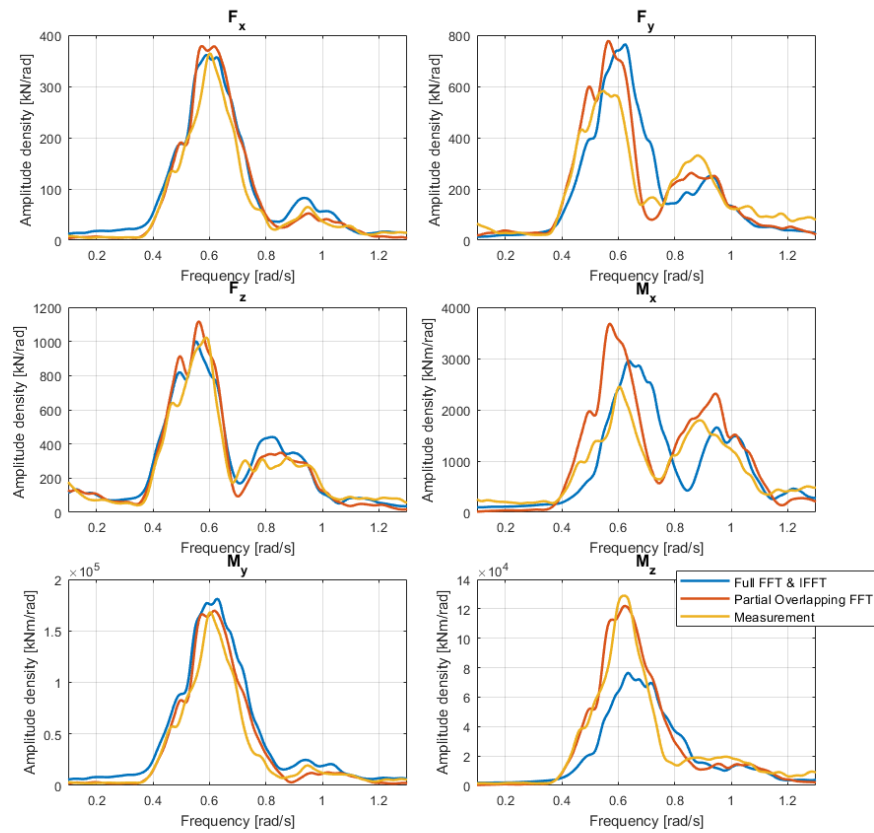 F_x
400
300
200
100
0
0.2 0.4 0.6 0.8 1 1.2
Amplitude density [kN/rad]
Frequency [rad/s]
F_y
800
600
400
200
0
0.2 0.4 0.6 0.8 1 1.2
Amplitude density [kN/rad]
Frequency [rad/s]
F_z
1200
1000
800
600
400
200
0
0.2 0.4 0.6 0.8 1 1.2
Amplitude density [kN/rad]
Frequency [rad/s]
M_x
4000
3000
2000
1000
0
0.2 0.4 0.6 0.8 1 1.2
Amplitude density [kNm/rad]
Frequency [rad/s]
M_y
×10^5
2
1.5
1
0.5
0
0.2 0.4 0.6 0.8 1 1.2
Amplitude density [kNm/rad]
Frequency [rad/s]
M_z
×10^4
14
12
10
8
6
4
2
0
0.2 0.4 0.6 0.8 1 1.2
Amplitude density [kNm/rad]
Frequency [rad/s]
Full FFT & IFFT
Partial Overlapping FFT
Measurement